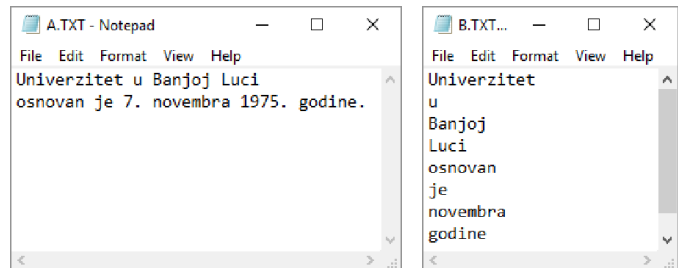 A.TXT - Notepad
File Edit Format View Help
Univerzitet u Banjoj Luci
osnovan je 7. novembra 1975. godine.
B.TXT...
File Edit Format View Help
Univerzitet
u
Banjoj
Luci
osnovan
je
novembra
godine